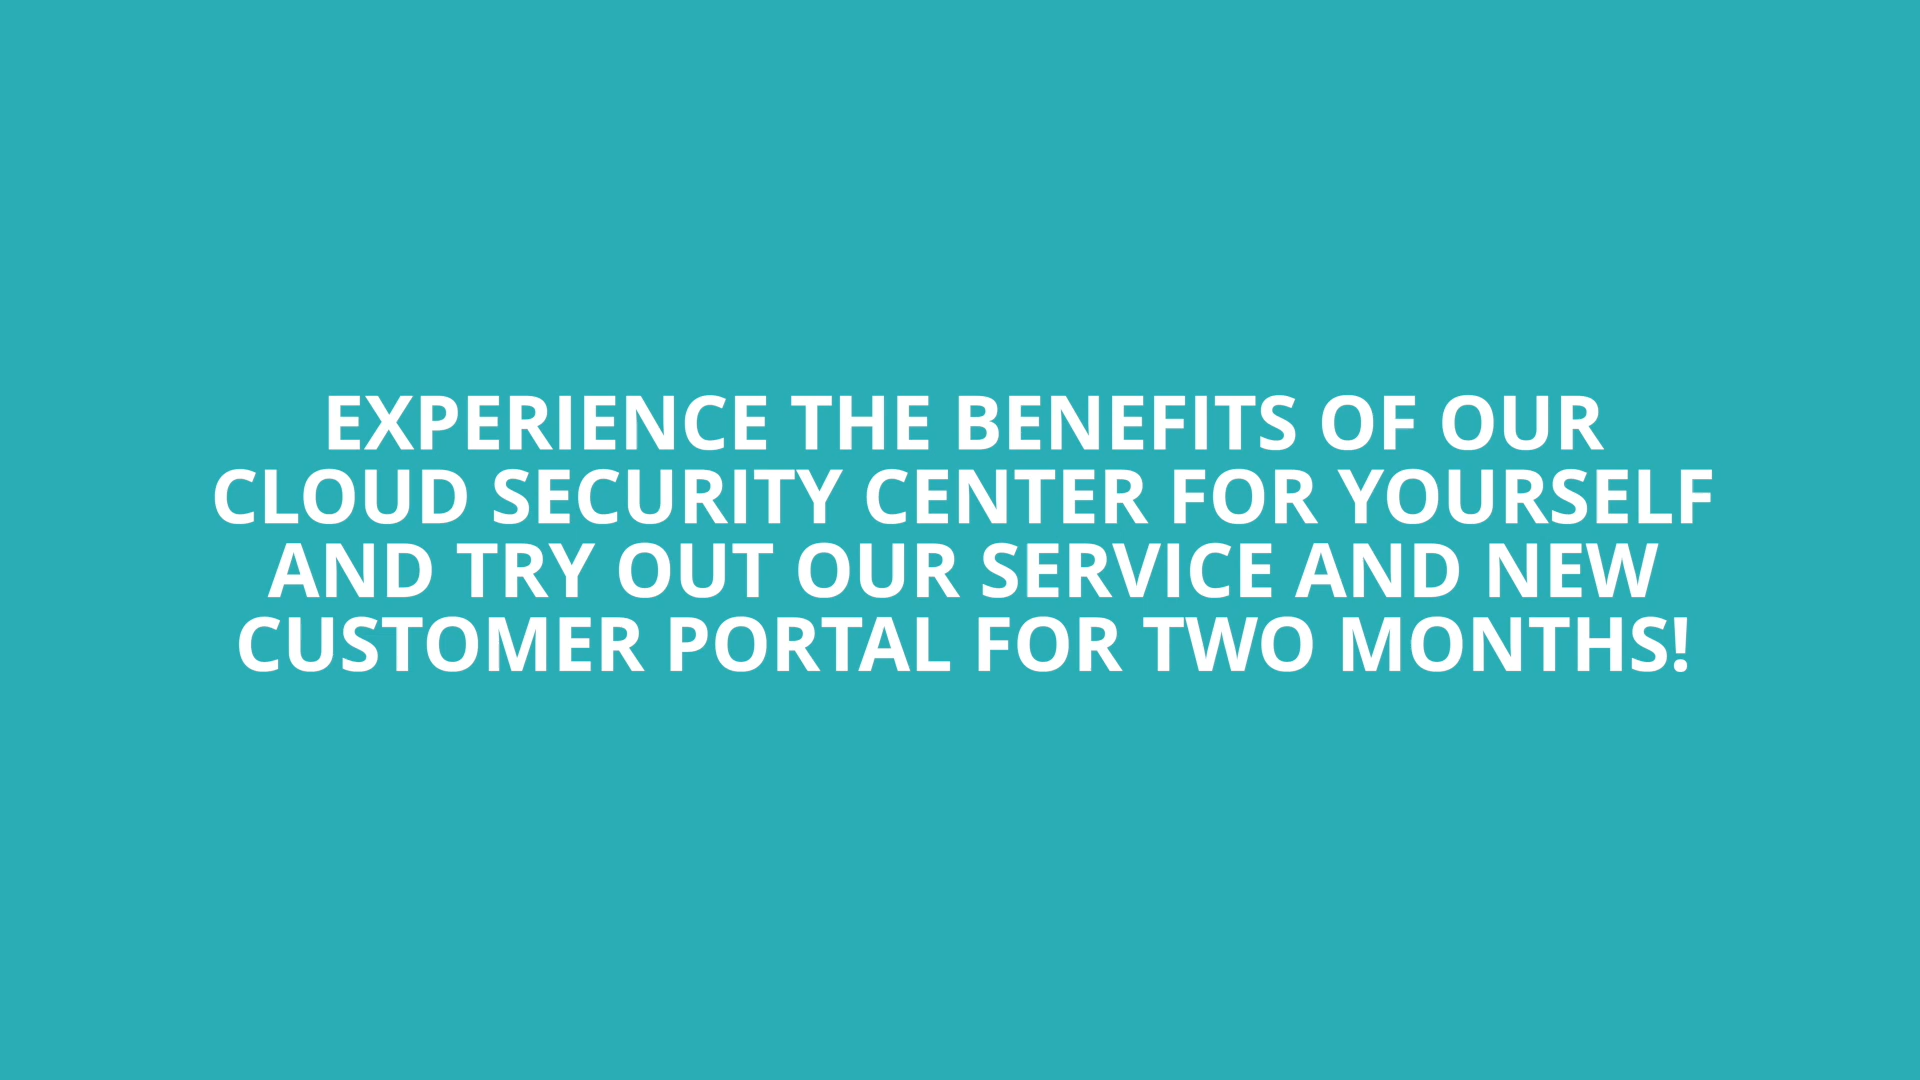 EXPERIENCE THE BENEFITS OF OUR
CLOUD SECURITY CENTER FOR YOURSELF
AND TRY OUT OUR SERVICE AND NEW
CUSTOMER PORTAL FOR TWO MONTHS!